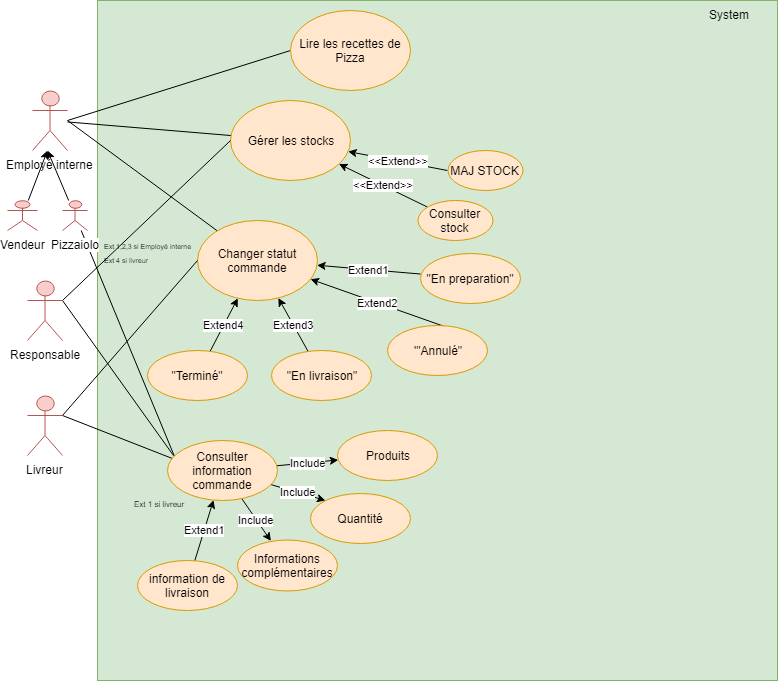 System
Lire les recettes de
Pizza
Employé interne
Gérer les stocks
<<Extend>>
MAJ STOCK
<<Extend>>
Consulter
stock
Vendeur
Pizzaiolo
Ext 1,2,3 si Employé interne
Ext 4 si livreur
Changer statut
commande
Extend1
"En preparation"
Extend2
"'Annulé"
Extend4
Extend3
"Terminé"
"En livraison"
Responsable
Livreur
Consulter
information
commande
Include
Produits
Include
Quantité
Ext 1 si livreur
Extend1
Include
Informations
complémentaires
information de
livraison